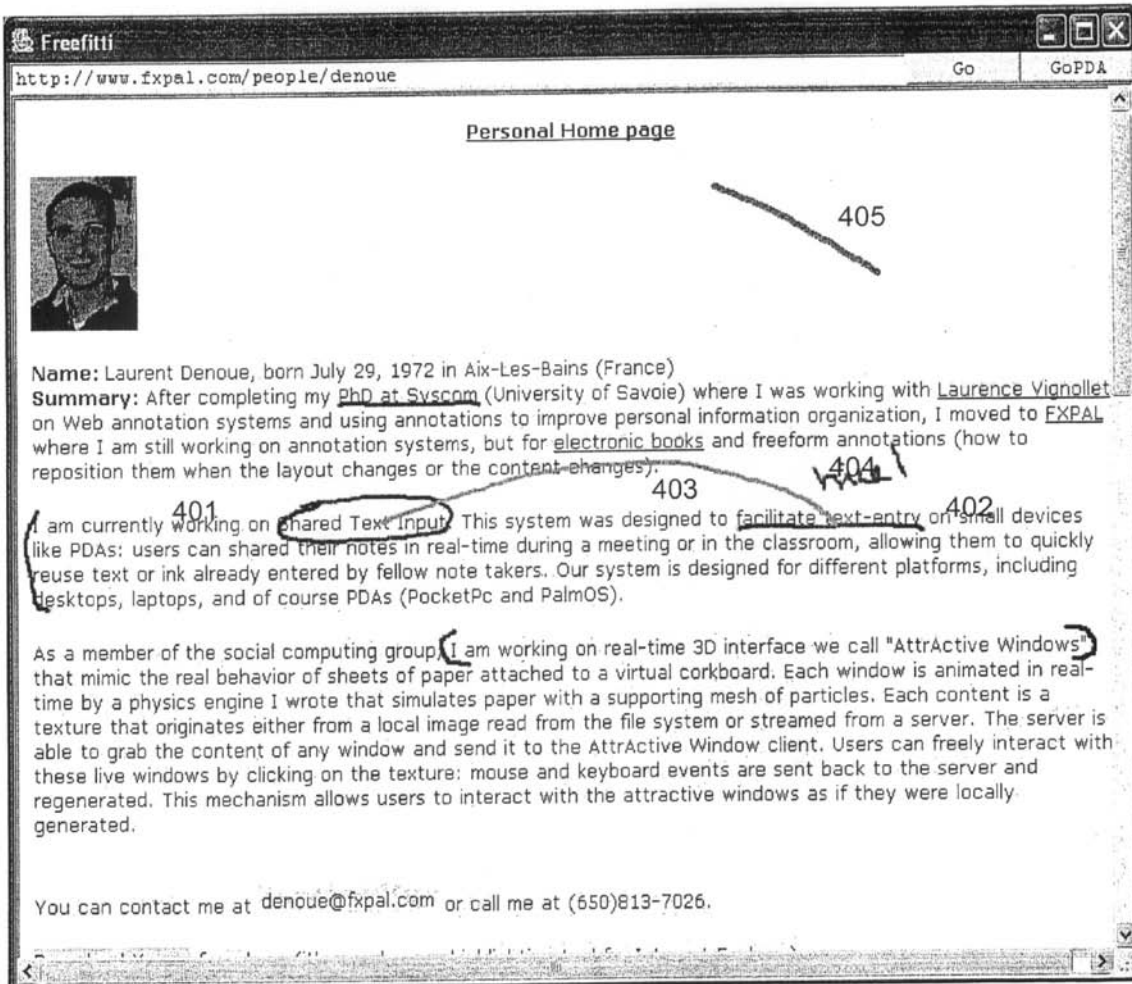 Freefitti
http://www.fxpal.com/people/denoue Go GoPDA
Personal Home page
405
Name: Laurent Denoue, born July 29, 1972 in Aix-Les-Bains (France)
Summary: After completing my PhD at Syscom (University of Savoie) where I was working with Laurence Vignollet
on Web annotation systems and using annotations to improve personal information organization, I moved to FXPAL
where I am still working on annotation systems, but for electronic books and freeform annotations (how to
reposition them when the layout changes or the content changes).
404
401 403 402
I am currently working on Shared Text Input. This system was designed to facilitate text-entry on small devices
like PDAs: users can shared their notes in real-time during a meeting or in the classroom, allowing them to quickly
reuse text or ink already entered by fellow note takers. Our system is designed for different platforms, including
desktops, laptops, and of course PDAs (PocketPc and PalmOS).
As a member of the social computing group, I am working on real-time 3D interface we call "AttrActive Windows"
that mimic the real behavior of sheets of paper attached to a virtual corkboard. Each window is animated in real-
time by a physics engine I wrote that simulates paper with a supporting mesh of particles. Each content is a
texture that originates either from a local image read from the file system or streamed from a server. The server is
able to grab the content of any window and send it to the AttrActive Window client. Users can freely interact with
these live windows by clicking on the texture: mouse and keyboard events are sent back to the server and
regenerated. This mechanism allows users to interact with the attractive windows as if they were locally
generated.
You can contact me at denoue@fxpal.com or call me at (650)813-7026.